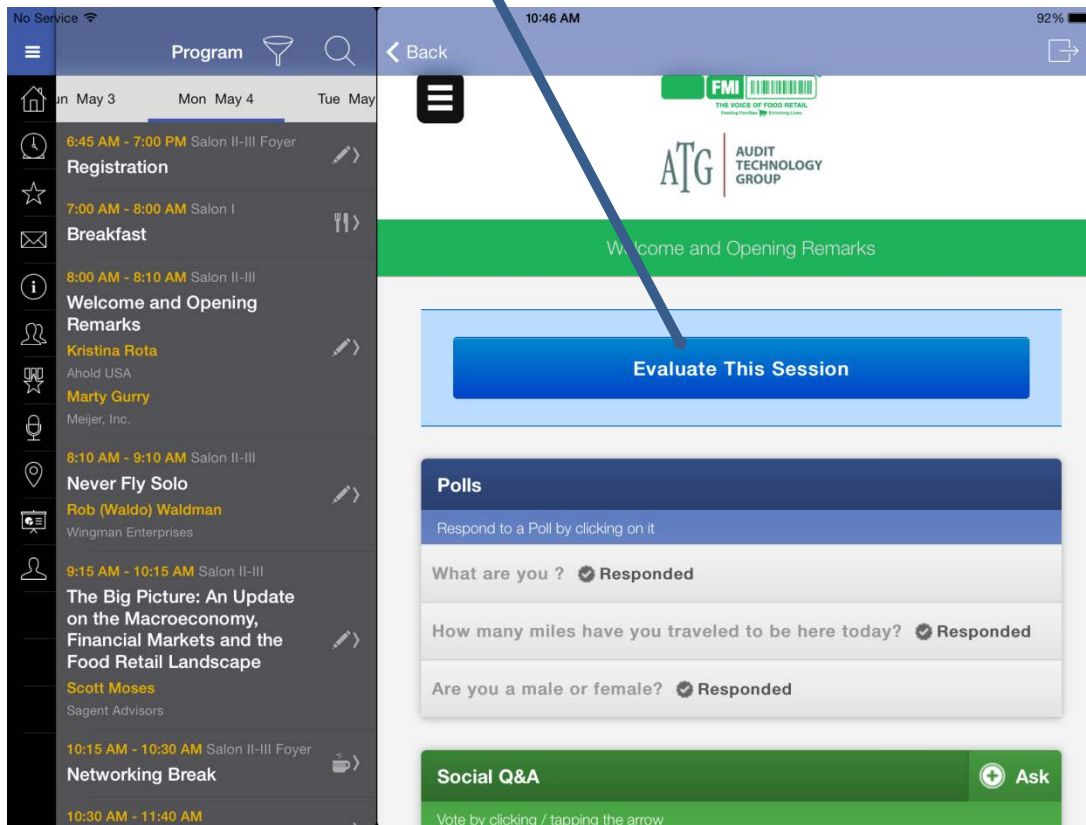 No Service
10:46 AM
92%
Program
Back
un May 3 Mon May 4 Tue May
6:45 AM - 7:00 PM Salon II-III Foyer
Registration
7:00 AM - 8:00 AM Salon I
Breakfast
8:00 AM - 8:10 AM Salon II-III
Welcome and Opening
Remarks
Kristina Rota
Ahold USA
Marty Gurry
Meijer, Inc.
8:10 AM - 9:10 AM Salon II-III
Never Fly Solo
Rob (Waldo) Waldman
Wingman Enterprises
9:15 AM - 10:15 AM Salon II-III
The Big Picture: An Update
on the Macroeconomy,
Financial Markets and the
Food Retail Landscape
Scott Moses
Sagent Advisors
10:15 AM - 10:30 AM Salon II-III Foyer
Networking Break
10:30 AM - 11:40 AM
FMI
THE VOICE OF FOOD RETAIL
Feeding Families Enriching Lives
ATG
AUDIT
TECHNOLOGY
GROUP
Welcome and Opening Remarks
Evaluate This Session
Polls
Respond to a Poll by clicking on it
What are you ? Responded
How many miles have you traveled to be here today? Responded
Are you a male or female? Responded
Social Q&A
Ask
Vote by clicking / tapping the arrow